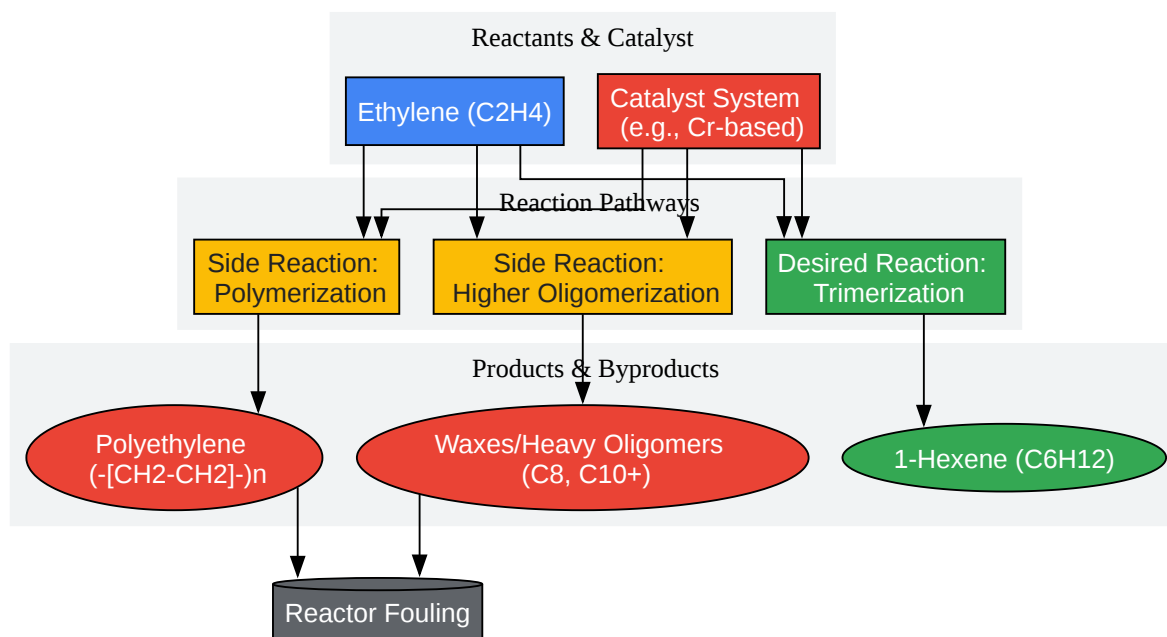 Reactants & Catalyst
Ethylene (C2H4)
Catalyst System
(e.g., Cr-based)
Reaction Pathways
Side Reaction:
Polymerization
Side Reaction:
Higher Oligomerization
Desired Reaction:
Trimerization
Products & Byproducts
Polyethylene
(-[CH2-CH2]-)n
Waxes/Heavy Oligomers
(C8, C10+)
1-Hexene (C6H12)
Reactor Fouling